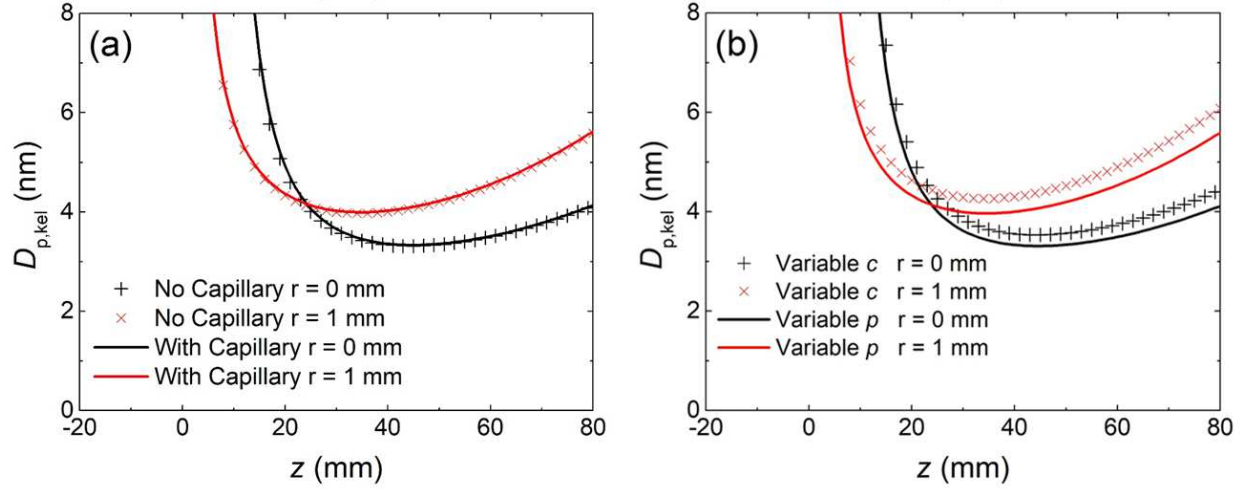 (a)
8
6
4
2
0
D_p,kel (nm)
+ No Capillary r = 0 mm
× No Capillary r = 1 mm
With Capillary r = 0 mm
With Capillary r = 1 mm
-20 0 20 40 60 80
z (mm)
(b)
8
6
4
2
0
D_p,kel (nm)
+ Variable c r = 0 mm
× Variable c r = 1 mm
Variable p r = 0 mm
Variable p r = 1 mm
-20 0 20 40 60 80
z (mm)